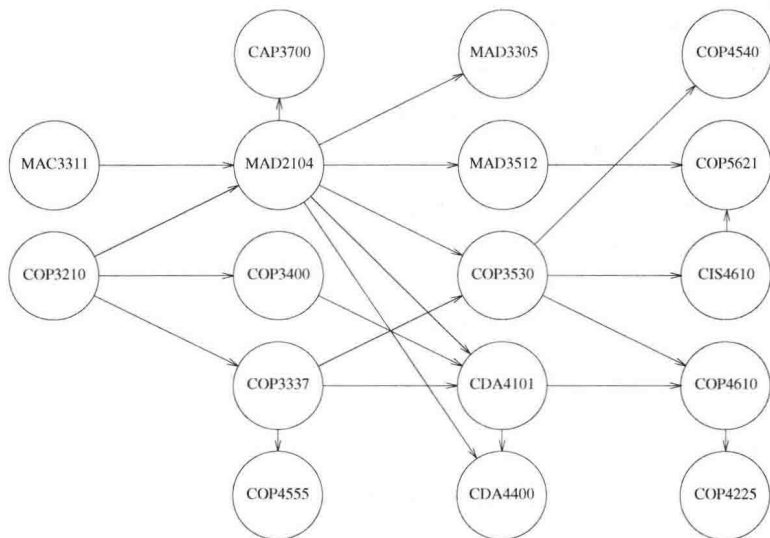 CAP3700
MAD3305
COP4540
MAC3311
MAD2104
MAD3512
COP5621
COP3210
COP3400
COP3530
CIS4610
COP3337
CDA4101
COP4610
COP4555
CDA4400
COP4225